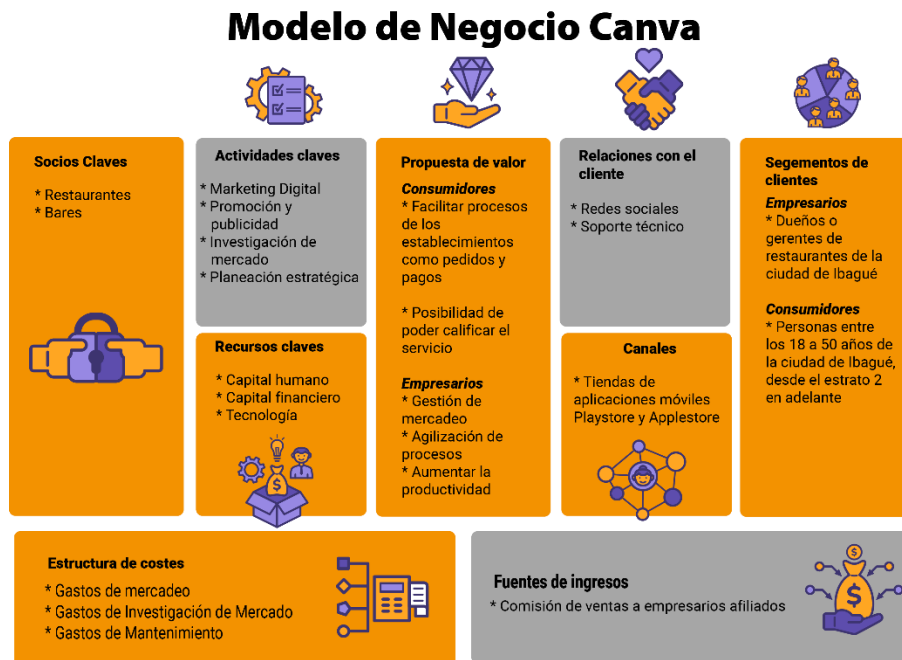 Modelo de Negocio Canva
Socios Claves
* Restaurantes
* Bares
Actividades claves
* Marketing Digital
* Promoción y
publicidad
* Investigación de
mercado
* Planeación estratégica
Recursos claves
* Capital humano
* Capital financiero
* Tecnología
$
Propuesta de valor
Consumidores
* Facilitar procesos
de los
establecimientos
como pedidos y
pagos
* Posibilidad de
poder calificar el
servicio
Empresarios
* Gestión de
mercadeo
* Agilización de
procesos
* Aumentar la
productividad
Relaciones con el
cliente
* Redes sociales
* Soporte técnico
Canales
* Tiendas de
aplicaciones móviles
Playstore y Applestore
Segementos de
clientes
Empresarios
* Dueños o
gerentes de
restaurantes de la
ciudad de Ibagué
Consumidores
* Personas entre
los 18 a 50 años de
la ciudad de Ibagué,
desde el estrato 2
en adelante
Estructura de costes
* Gastos de mercadeo
* Gastos de Investigación de Mercado
* Gastos de Mantenimiento
Fuentes de ingresos
* Comisión de ventas a empresarios afiliados
$
$